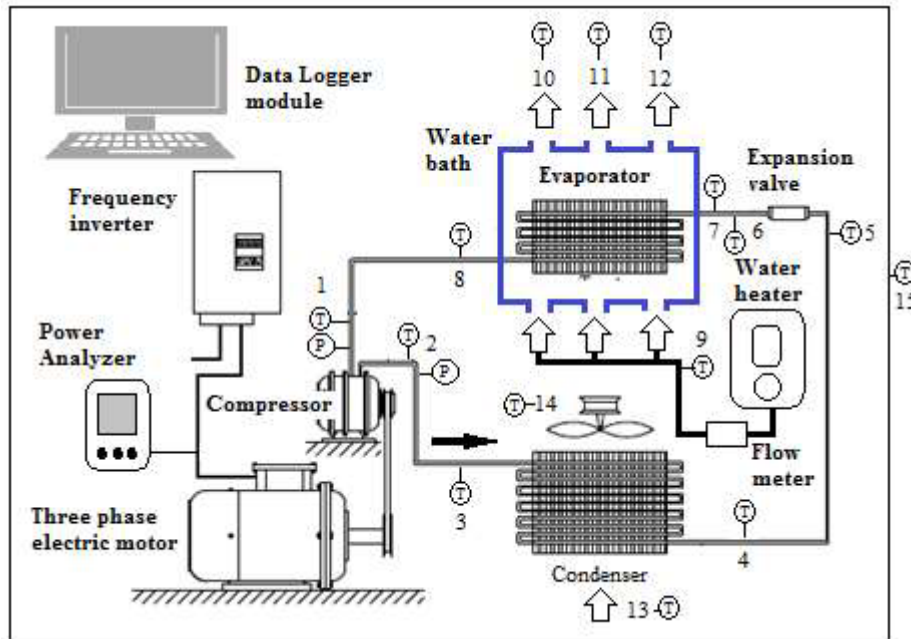 T T T
10 11 12
Data Logger
module
Water
bath
Evaporator
Expansion
valve
Frequency
inverter
T
T
7 T 6
T 5
T
8
1
Water
heater
T
15
T
P
T 2
P
9
T
Power
Analyzer
Compressor
T 14
Flow
meter
T
3
T
4
Three phase
electric motor
Condenser
13 T